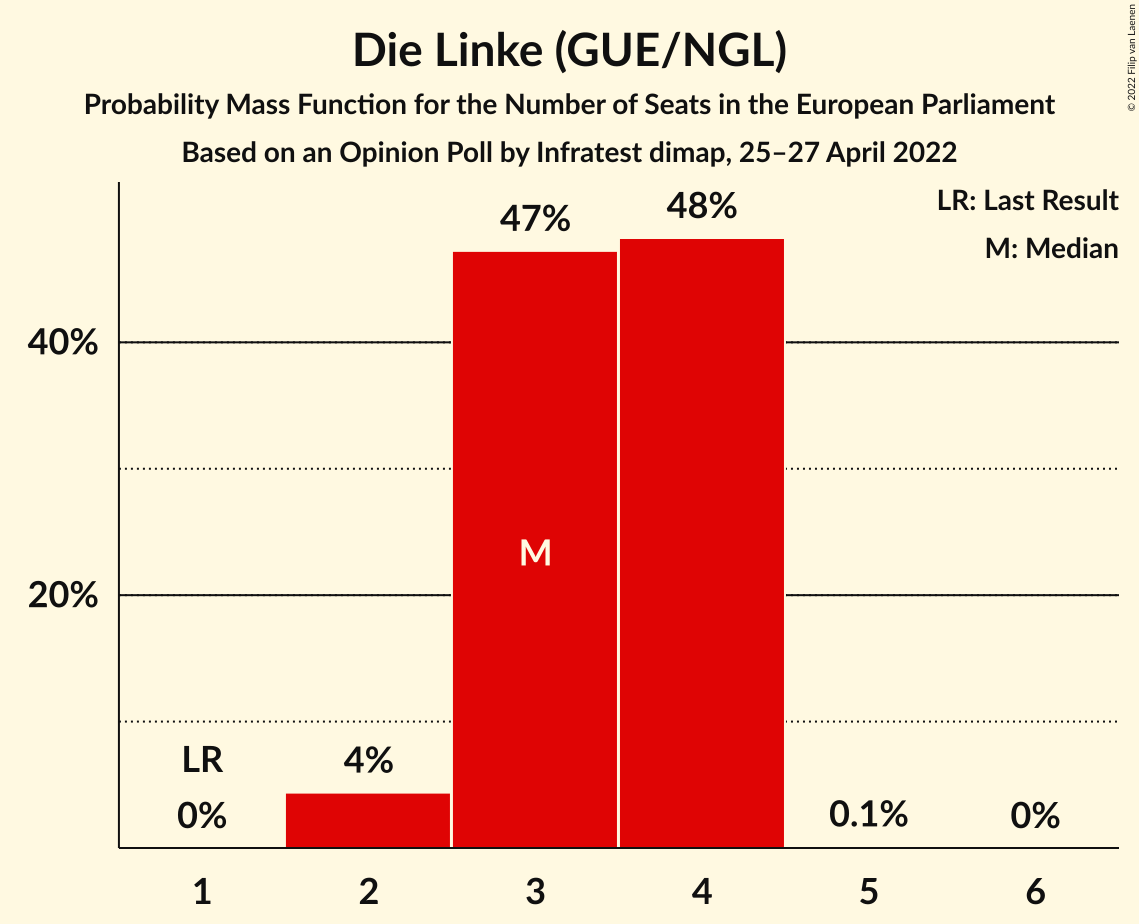 Die Linke (GUE/NGL)
Probability Mass Function for the Number of Seats in the European Parliament
Based on an Opinion Poll by Infratest dimap, 25–27 April 2022
© 2022 Filip van Laenen
LR: Last Result
M: Median
47%
48%
40%
M
20%
LR
0%
4%
0.1%
0%
1
2
3
4
5
6